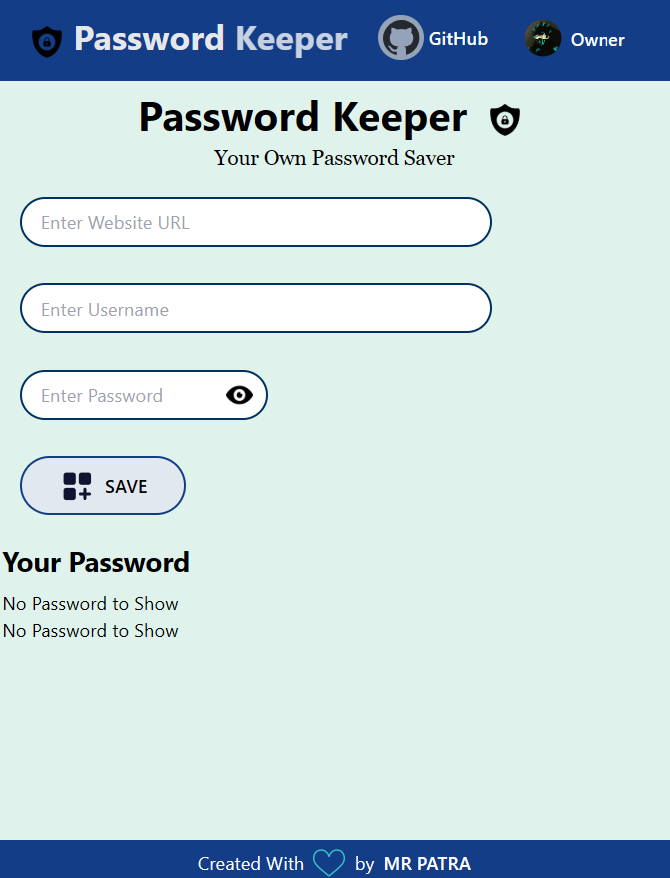 Password Keeper GitHub Owner
Password Keeper
Your Own Password Saver
Enter Website URL
Enter Username
Enter Password
SAVE
Your Password
No Password to Show
No Password to Show
Created With by MR PATRA